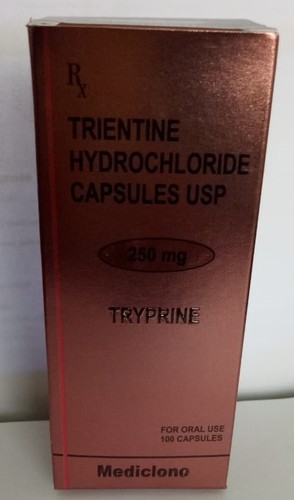 Rx
TRIENTINE
HYDROCHLORIDE
CAPSULES USP
250 mg
TRYPRINE
FOR ORAL USE
100 CAPSULES
Mediclone